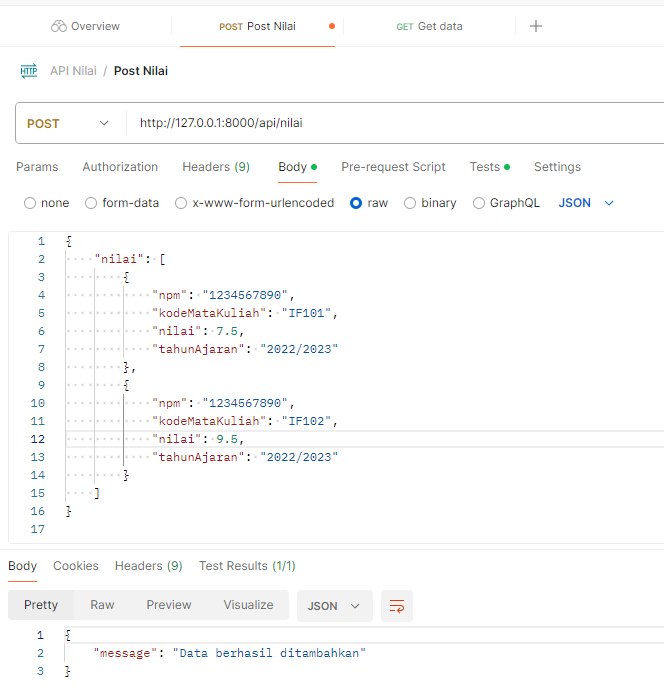 Overview
POST Post Nilai
GET Get data
HTTP API Nilai / Post Nilai
POST http://127.0.0.1:8000/api/nilai
Params Authorization Headers (9) Body Pre-request Script Tests Settings
none form-data x-www-form-urlencoded raw binary GraphQL JSON
1 {
2 "nilai": [
3 {
4 "npm": "1234567890",
5 "kodeMataKuliah": "IF101",
6 "nilai": 7.5,
7 "tahunAjaran": "2022/2023"
8 },
9 {
10 "npm": "1234567890",
11 "kodeMataKuliah": "IF102",
12 "nilai": 9.5,
13 "tahunAjaran": "2022/2023"
14 }
15 ]
16 }
17
Body Cookies Headers (9) Test Results (1/1)
Pretty Raw Preview Visualize JSON
1 {
2 "message": "Data berhasil ditambahkan"
3 }